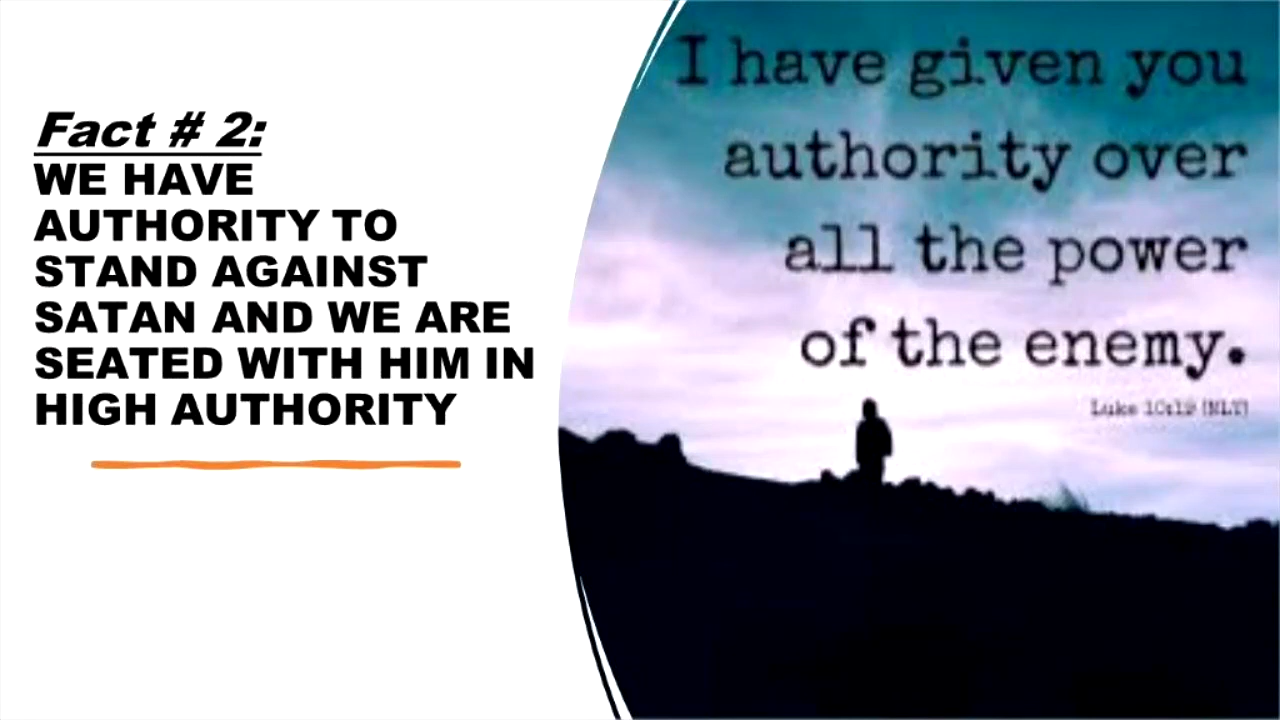 Fact # 2:
WE HAVE
AUTHORITY TO
STAND AGAINST
SATAN AND WE ARE
SEATED WITH HIM IN
HIGH AUTHORITY
I have given you
authority over
all the power
of the enemy.
Luke 10:19 (NLT)